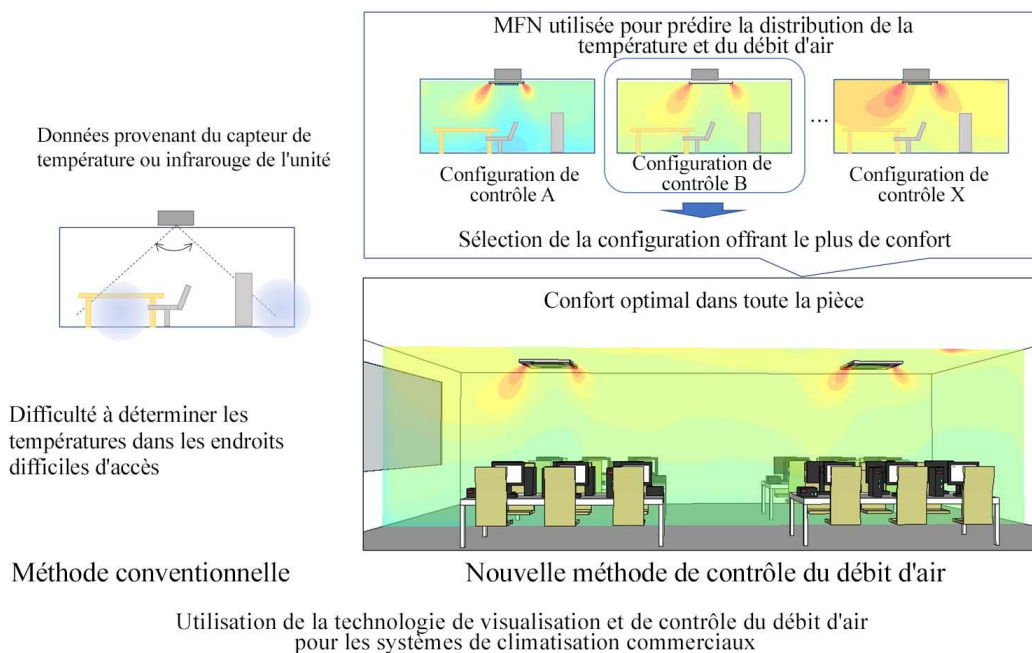 Données provenant du capteur de
température ou infrarouge de l'unité
Difficulté à déterminer les
températures dans les endroits
difficiles d'accès
Méthode conventionnelle
MFN utilisée pour prédire la distribution de la
température et du débit d'air
...
Configuration de
contrôle A
Configuration de
contrôle B
Configuration de
contrôle X
Sélection de la configuration offrant le plus de confort
Confort optimal dans toute la pièce
Nouvelle méthode de contrôle du débit d'air
Utilisation de la technologie de visualisation et de contrôle du débit d'air
pour les systèmes de climatisation commerciaux